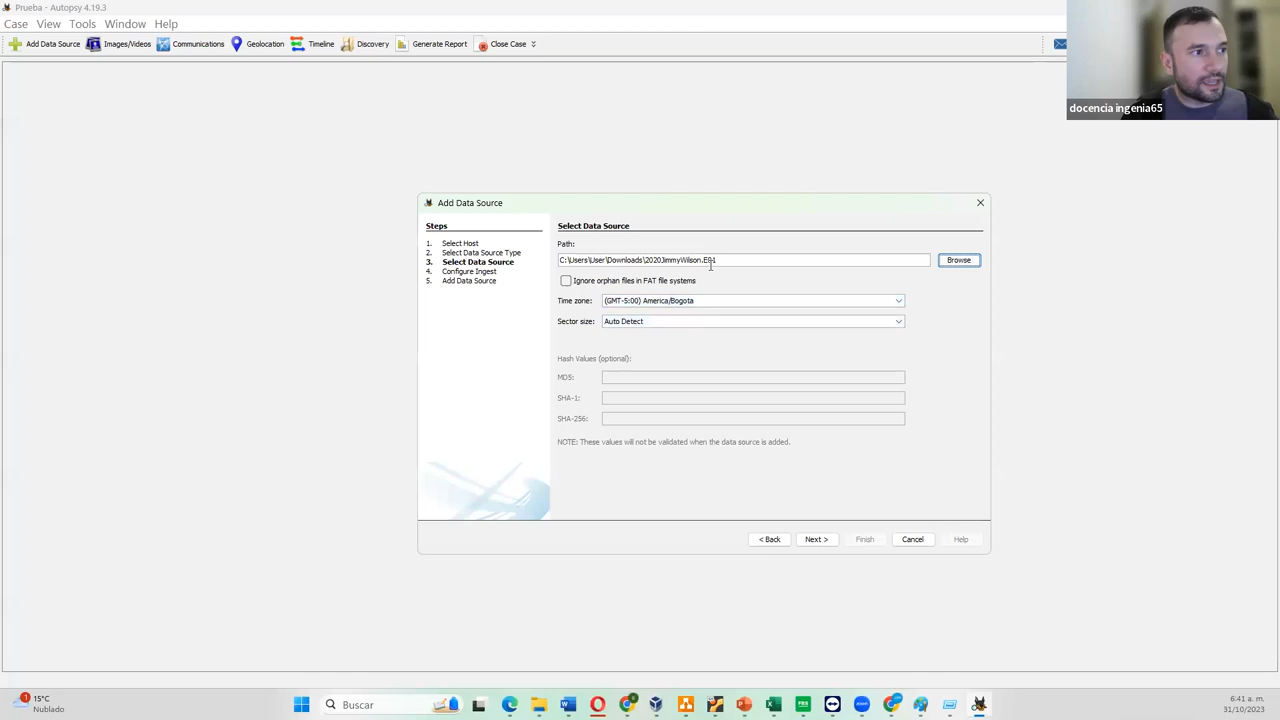 Prueba - Autopsy 4.19.3
Case View Tools Window Help
Add Data Source Images/Videos Communications Geolocation Timeline Discovery Generate Report Close Case
docencia ingenia65
Add Data Source
Steps
1. Select Host
2. Select Data Source Type
3. Select Data Source
4. Configure Ingest
5. Add Data Source
Select Data Source
Path:
C:\Users\User\Downloads\2020JimmyWilson.E01
Browse
Ignore orphan files in FAT file systems
Time zone: (GMT-5:00) America/Bogota
Sector size: Auto Detect
Hash Values (optional):
MD5:
SHA-1:
SHA-256:
NOTE: These values will not be validated when the data source is added.
< Back Next > Finish Cancel Help
1
15°C
Nublado
Buscar
6:41 a. m.
31/10/2023